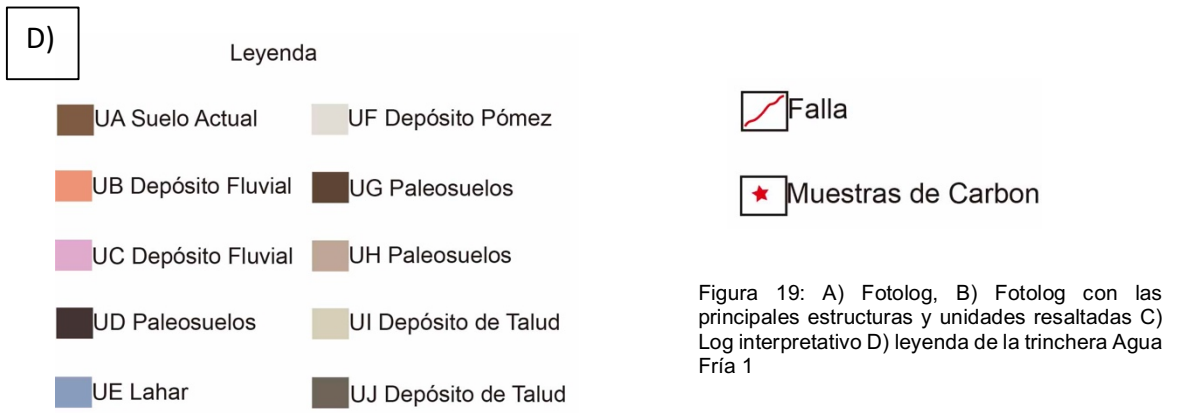 D)
Leyenda
UA Suelo Actual
UB Depósito Fluvial
UC Depósito Fluvial
UD Paleosuelos
UE Lahar
UF Depósito Pómez
UG Paleosuelos
UH Paleosuelos
UI Depósito de Talud
UJ Depósito de Talud
Falla
Muestras de Carbon
Figura 19: A) Fotolog, B) Fotolog con las
principales estructuras y unidades resaltadas C)
Log interpretativo D) leyenda de la trinchera Agua
Fría 1